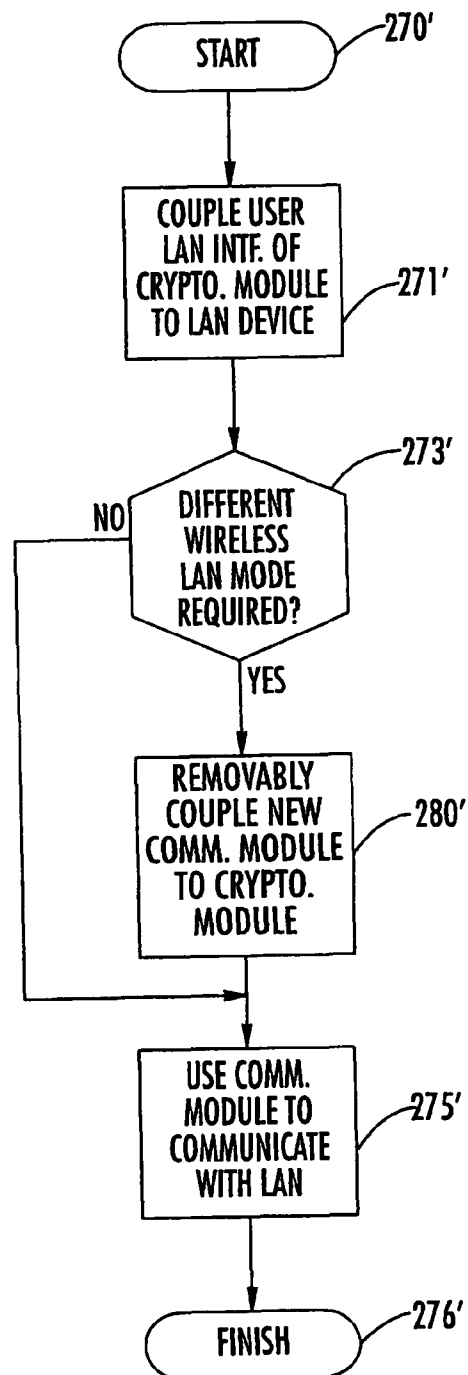 START
270'
COUPLE USER
LAN INTF. OF
CRYPTO. MODULE
TO LAN DEVICE
271'
273'
NO
DIFFERENT
WIRELESS
LAN MODE
REQUIRED?
YES
REMOVABLY
COUPLE NEW
COMM. MODULE
TO CRYPTO.
MODULE
280'
USE COMM.
MODULE TO
COMMUNICATE
WITH LAN
275'
FINISH
276'